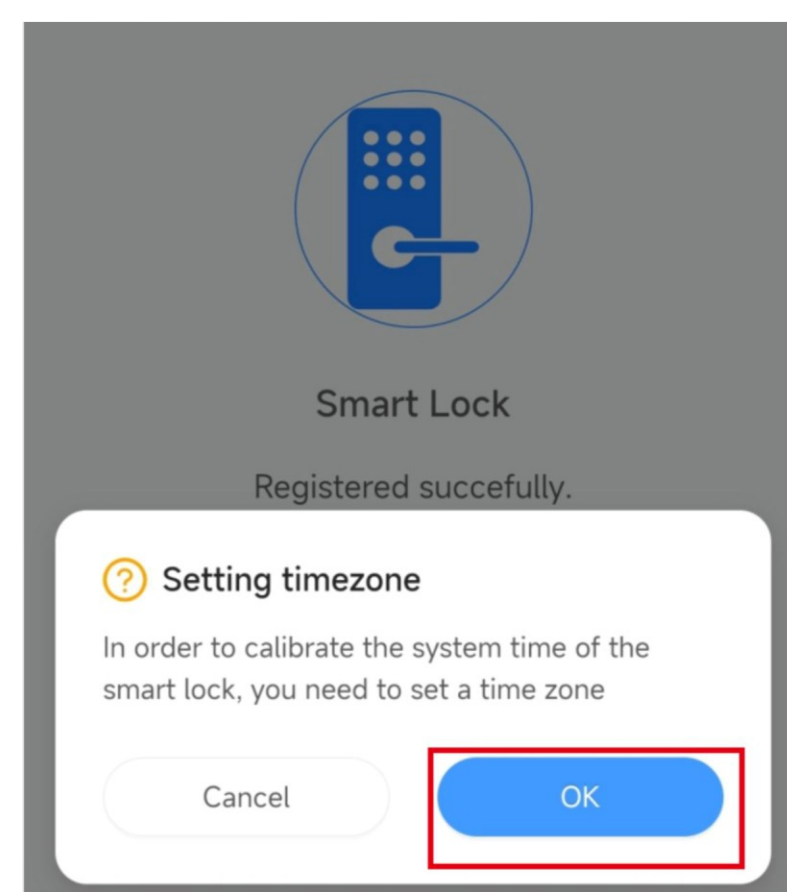 Smart Lock
Registered succefully.
Setting timezone
In order to calibrate the system time of the
smart lock, you need to set a time zone
Cancel
OK